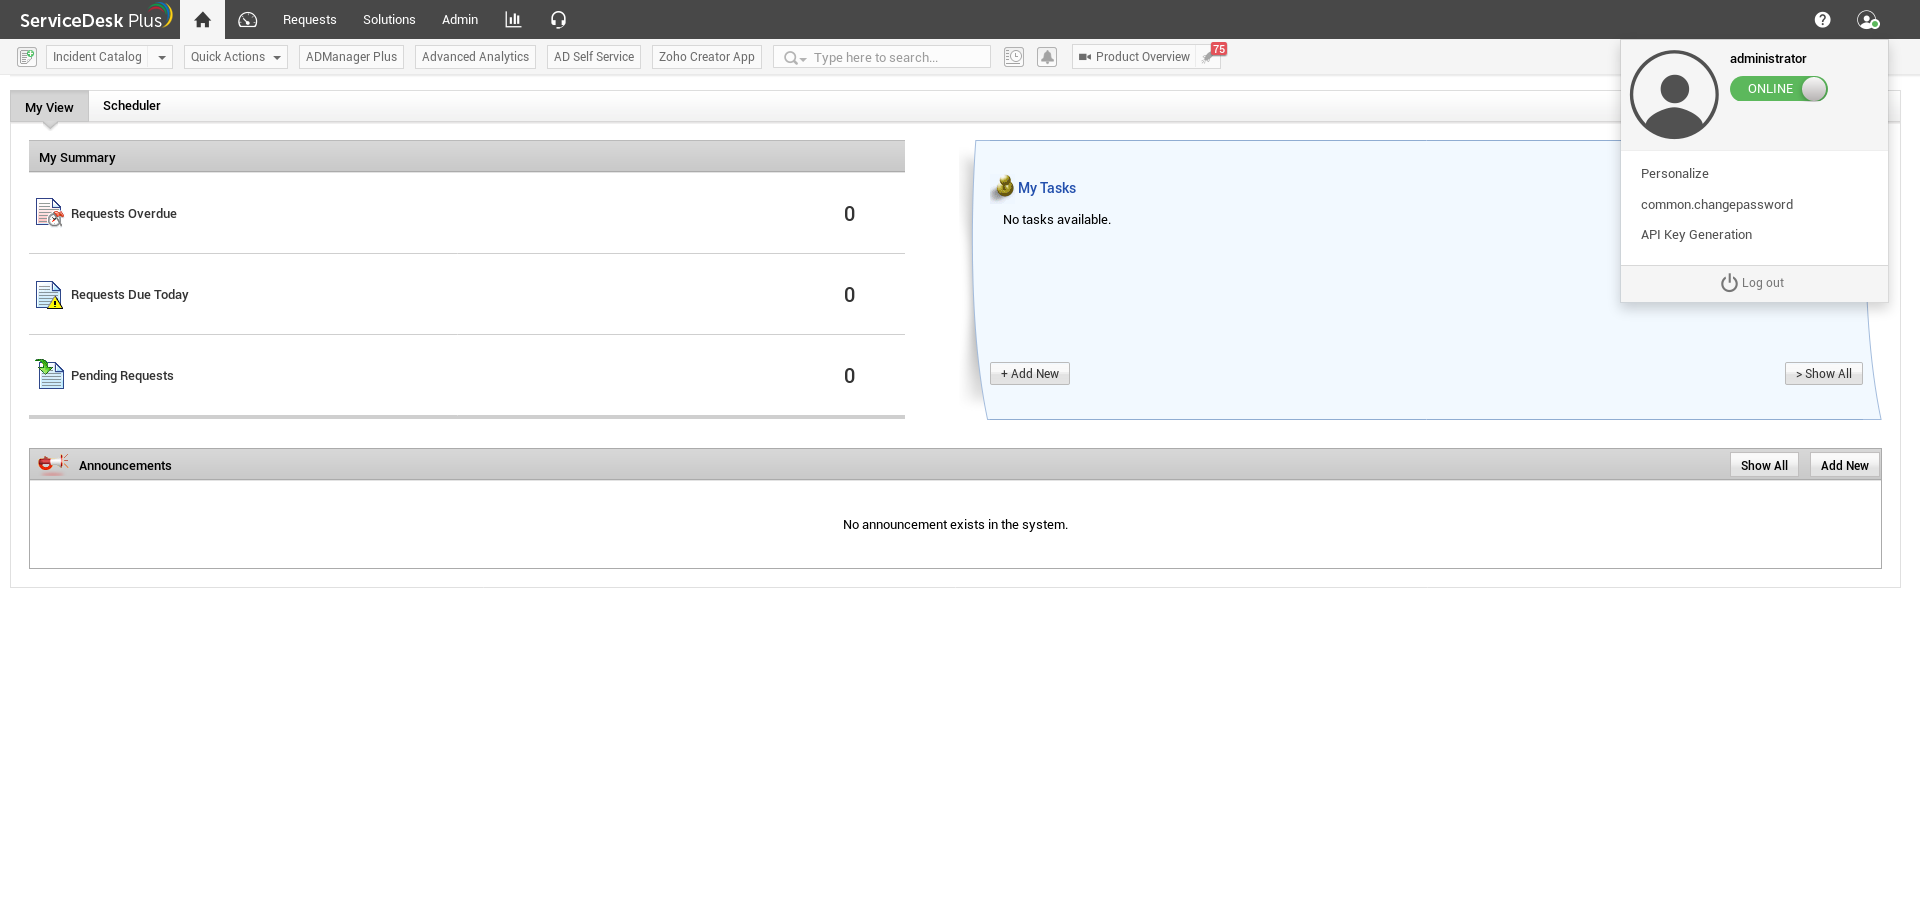 ServiceDesk Plus
Requests Solutions Admin
Incident Catalog Quick Actions ADManager Plus Advanced Analytics AD Self Service Zoho Creator App Type here to search... Product Overview 75
administrator
ONLINE
Personalize
common.changepassword
API Key Generation
Log out
My View Scheduler
My Summary
Requests Overdue 0
Requests Due Today 0
Pending Requests 0
My Tasks
No tasks available.
+ Add New > Show All
Announcements Show All Add New
No announcement exists in the system.